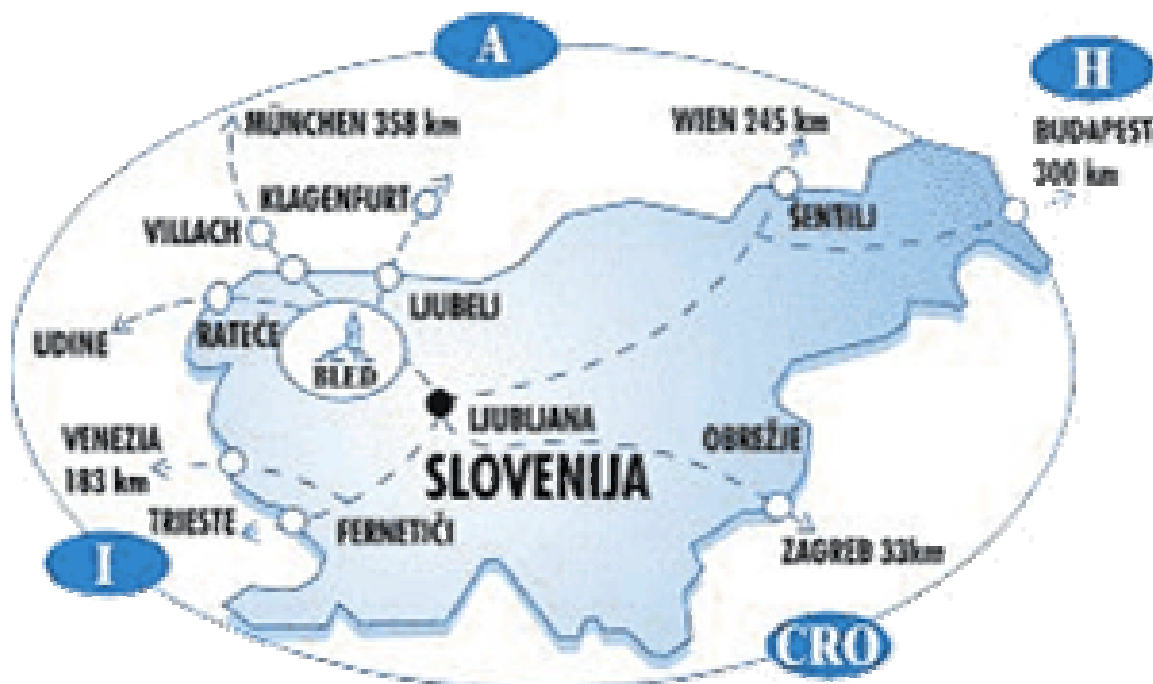 A
H
MÜNCHEN 358 km
WIEN 245 km
BUDAPEST
300 km
KLAGENFURT
VILLACH
ŠENTILJ
LJUBELJ
UDINE
RATEČE
BLED
LJUBLJANA
VENEZIA
183 km
OBREŽJE
SLOVENIJA
TRIESTE
FERNETIČI
ZAGREB 33km
I
CRO